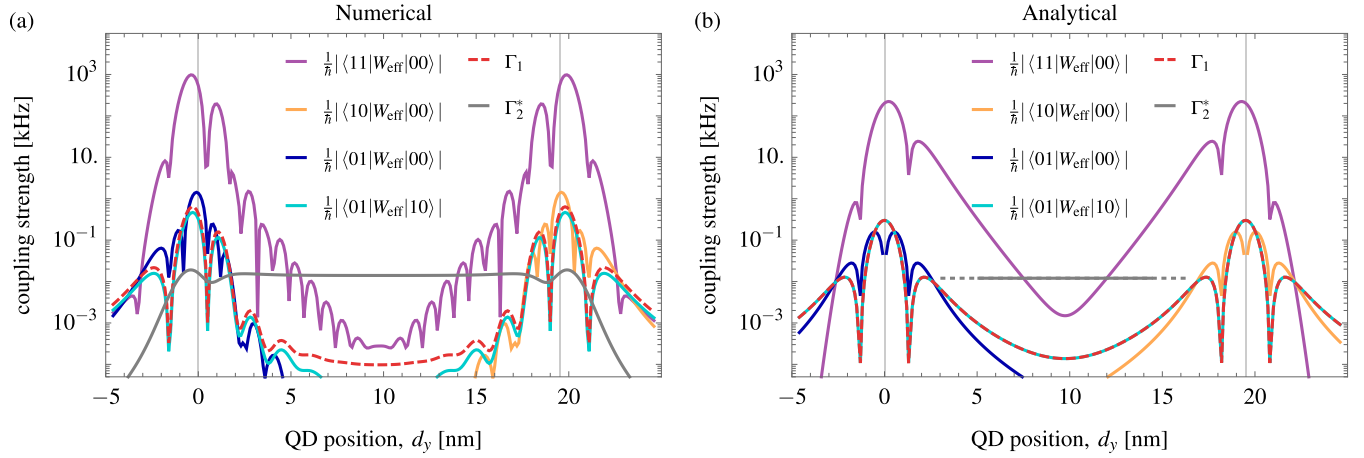 (a)
Numerical
10³
10.
10⁻¹
10⁻³
coupling strength [kHz]
1/ℏ|⟨11|W_eff|00⟩|
Γ₁
1/ℏ|⟨10|W_eff|00⟩|
Γ₂*
1/ℏ|⟨01|W_eff|00⟩|
1/ℏ|⟨01|W_eff|10⟩|
−5 0 5 10 15 20
QD position, d_y [nm]
(b)
Analytical
10³
10.
10⁻¹
10⁻³
coupling strength [kHz]
1/ℏ|⟨11|W_eff|00⟩|
Γ₁
1/ℏ|⟨10|W_eff|00⟩|
Γ₂*
1/ℏ|⟨01|W_eff|00⟩|
1/ℏ|⟨01|W_eff|10⟩|
−5 0 5 10 15 20
QD position, d_y [nm]